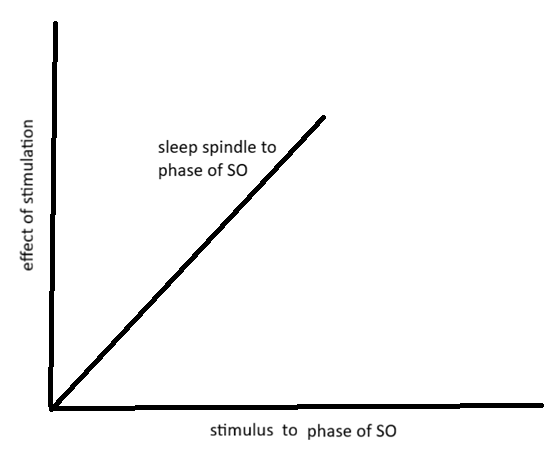 effect of stimulation
sleep spindle to
phase of SO
stimulus to phase of SO